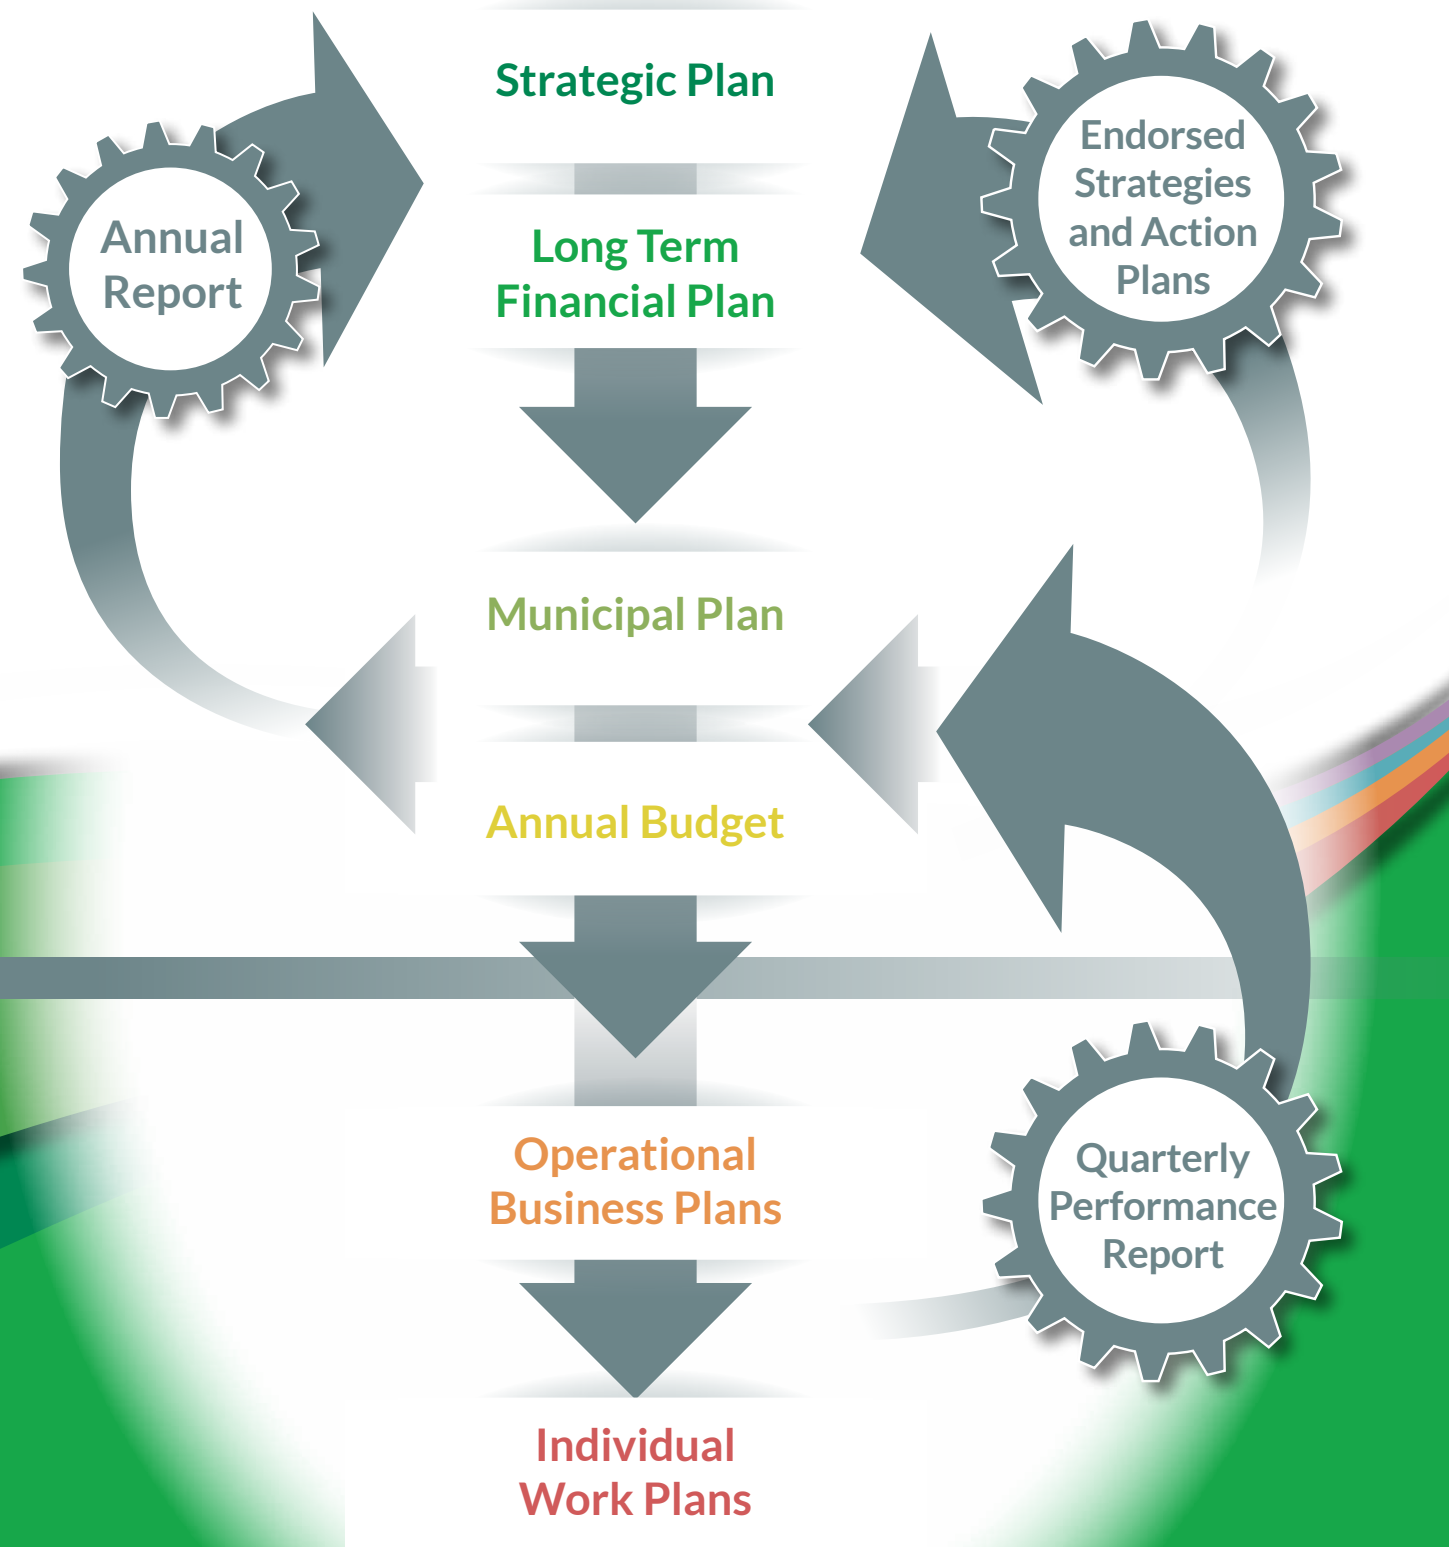 Strategic Plan
Annual
Report
Endorsed
Strategies
and Action
Plans
Long Term
Financial Plan
Municipal Plan
Annual Budget
Operational
Business Plans
Quarterly
Performance
Report
Individual
Work Plans